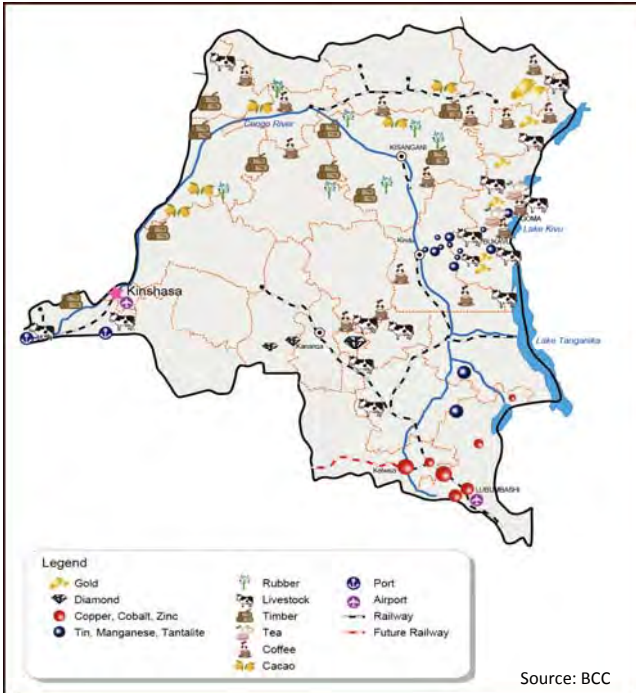 Congo River
KISANGANI
GOMA
Lake Kivu
Kindu
Kinshasa
Lake Tanganika
Kananga
Kolwezi
LUBUMBASHI
Legend
Gold
Diamond
Copper, Cobalt, Zinc
Tin, Manganese, Tantalite
Rubber
Livestock
Timber
Tea
Coffee
Cacao
Port
Airport
Railway
Future Railway
Source: BCC